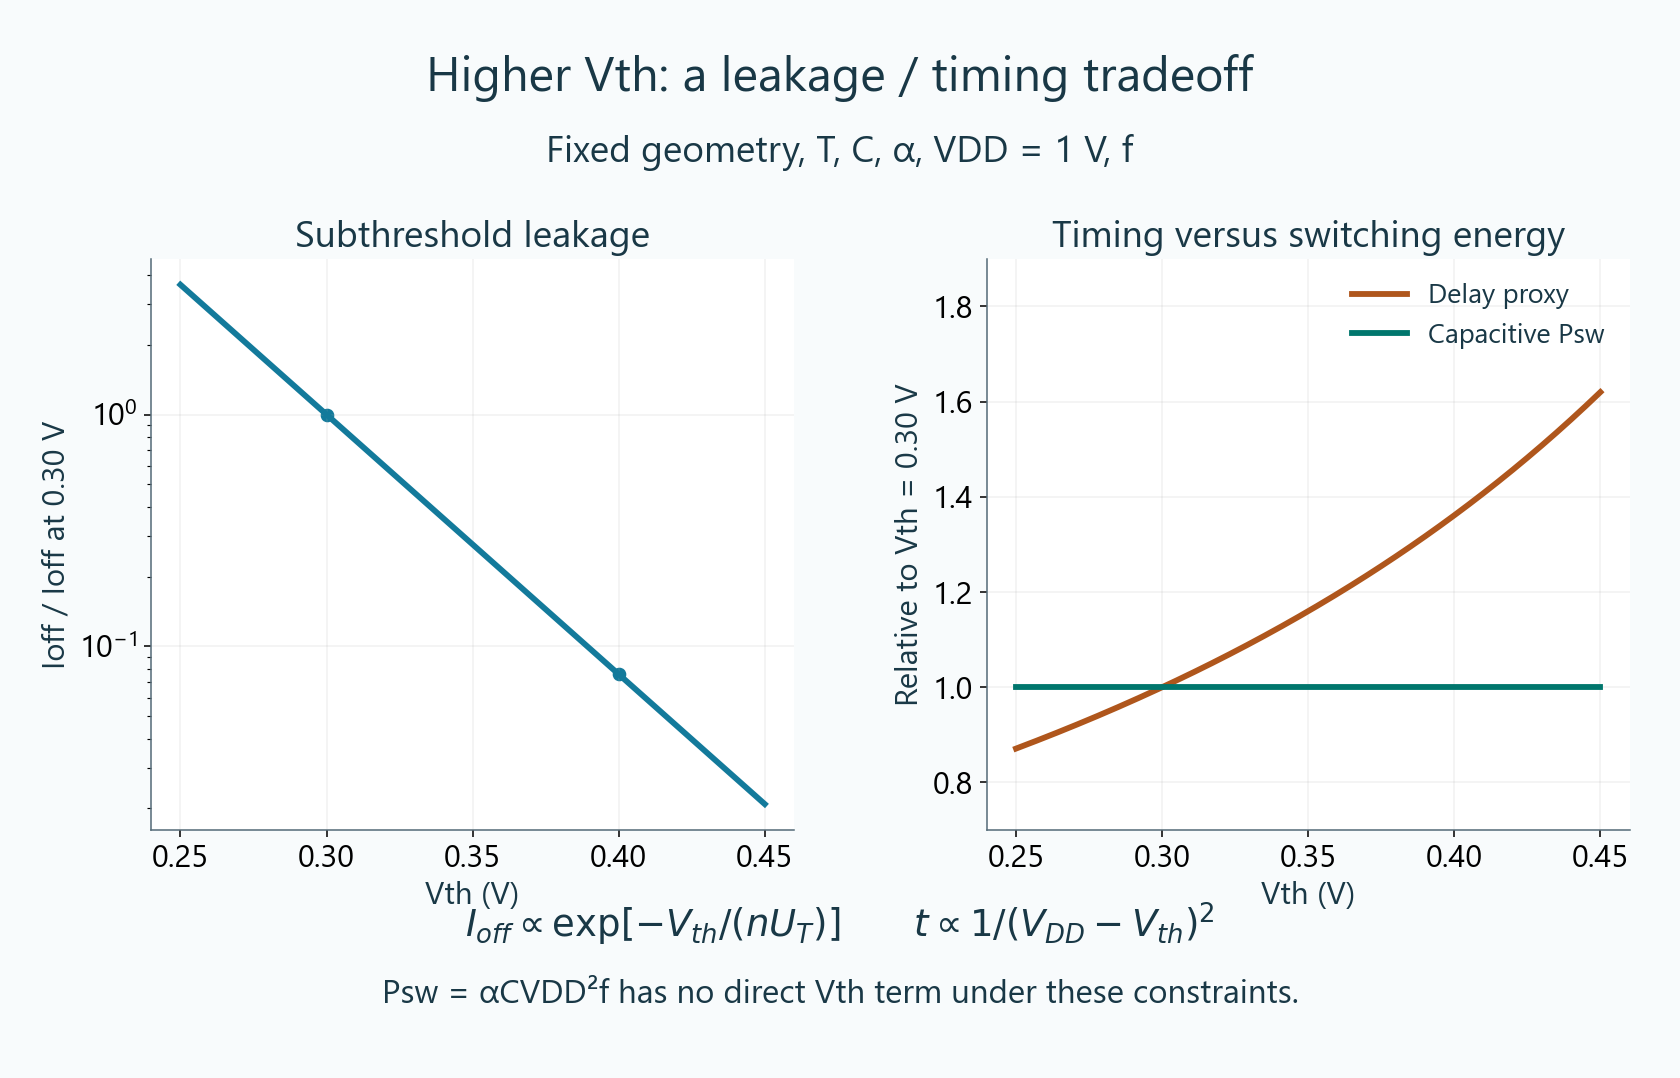 Higher Vth: a leakage / timing tradeoff
Fixed geometry, T, C, α, VDD = 1 V, f
Subthreshold leakage
Ioff / Ioff at 0.30 V
10⁰
10⁻¹
0.25 0.30 0.35 0.40 0.45
Vth (V)
Timing versus switching energy
Delay proxy
Capacitive Psw
Relative to Vth = 0.30 V
1.8
1.6
1.4
1.2
1.0
0.8
0.25 0.30 0.35 0.40 0.45
Vth (V)
I_off ∝ exp[−V_th/(nU_T)] t ∝ 1/(V_DD − V_th)²
Psw = αCVDD²f has no direct Vth term under these constraints.